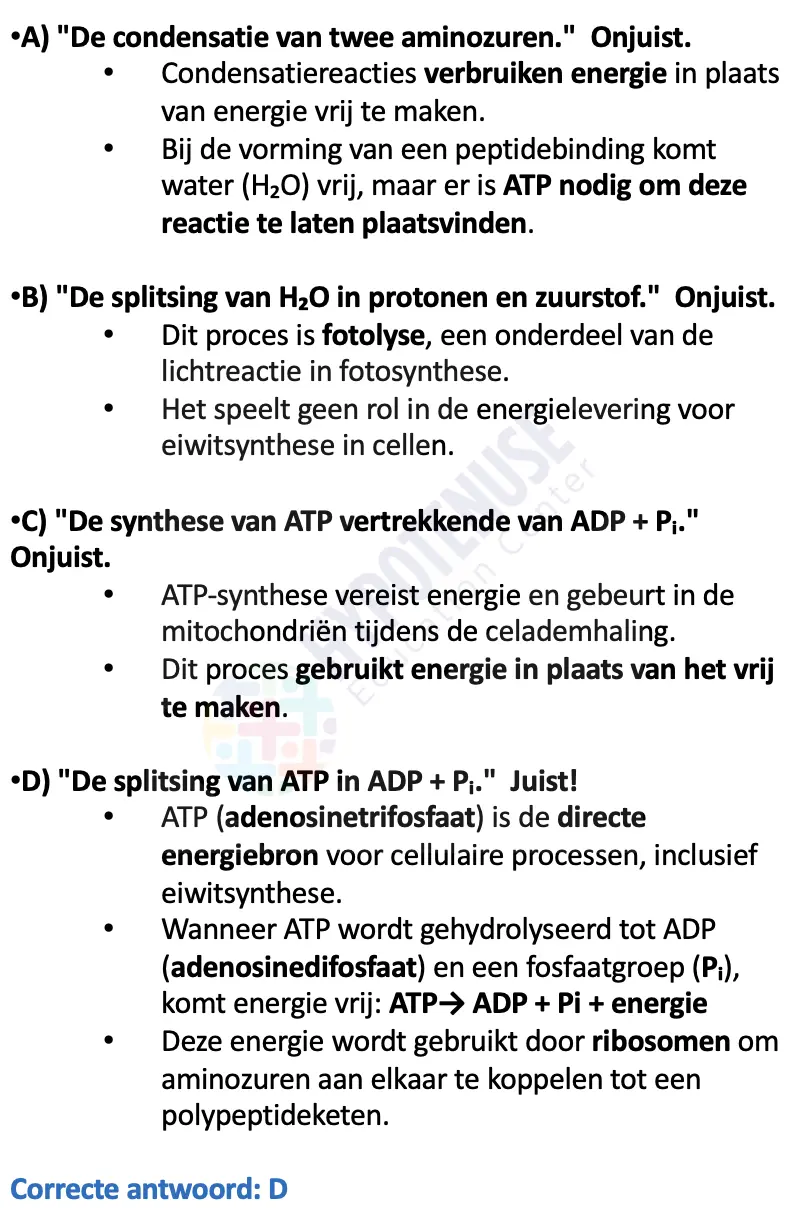 •A) "De condensatie van twee aminozuren."  Onjuist.
• Condensatiereacties verbruiken energie in plaats
van energie vrij te maken.
• Bij de vorming van een peptidebinding komt
water (H₂O) vrij, maar er is ATP nodig om deze
reactie te laten plaatsvinden.
•B) "De splitsing van H₂O in protonen en zuurstof."  Onjuist.
• Dit proces is fotolyse, een onderdeel van de
lichtreactie in fotosynthese.
• Het speelt geen rol in de energielevering voor
eiwitsynthese in cellen.
•C) "De synthese van ATP vertrekkende van ADP + Pᵢ."
Onjuist.
• ATP-synthese vereist energie en gebeurt in de
mitochondriën tijdens de celademhaling.
• Dit proces gebruikt energie in plaats van het vrij
te maken.
•D) "De splitsing van ATP in ADP + Pᵢ."  Juist!
• ATP (adenosinetrifosfaat) is de directe
energiebron voor cellulaire processen, inclusief
eiwitsynthese.
• Wanneer ATP wordt gehydrolyseerd tot ADP
(adenosinedifosfaat) en een fosfaatgroep (Pᵢ),
komt energie vrij: ATP→ ADP + Pi + energie
• Deze energie wordt gebruikt door ribosomen om
aminozuren aan elkaar te koppelen tot een
polypeptideketen.
Correcte antwoord: D
HYPOTENUSE
Education Center